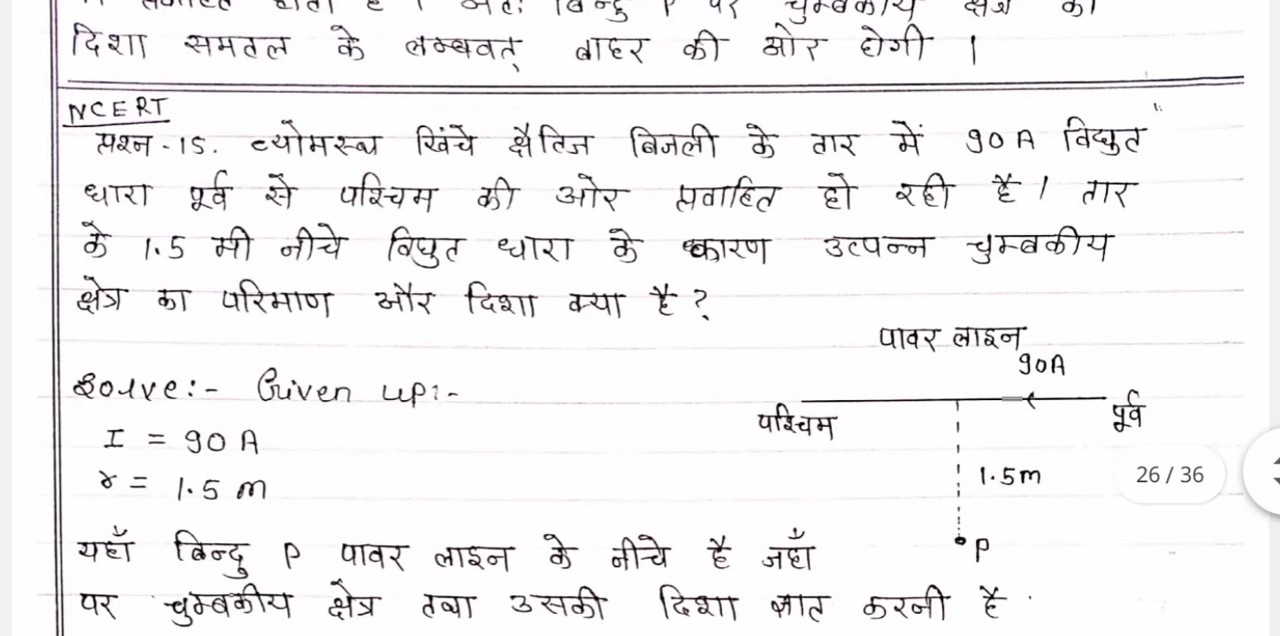 दिशा समतल के लम्बवत् बाहर की ओर होगी ।
NCERT
प्रश्न -15. व्योमस्थ खिंचे क्षैतिज बिजली के तार में 90 A विद्युत
धारा पूर्व से पश्चिम की ओर प्रवाहित हो रही है । तार
के 1.5 मी नीचे विधुत धारा के कारण उत्पन्न चुम्बकीय
क्षेत्र का परिमाण और दिशा क्या है ?
पावर लाइन
90A
Solve:- Given up:-
पश्चिम
पूर्व
I = 90 A
1.5m
26 / 36
r = 1.5 m
यहाँ बिन्दु P पावर लाइन के नीचे है जहाँ
P
पर चुम्बकीय क्षेत्र तथा उसकी दिशा ज्ञात करनी है .